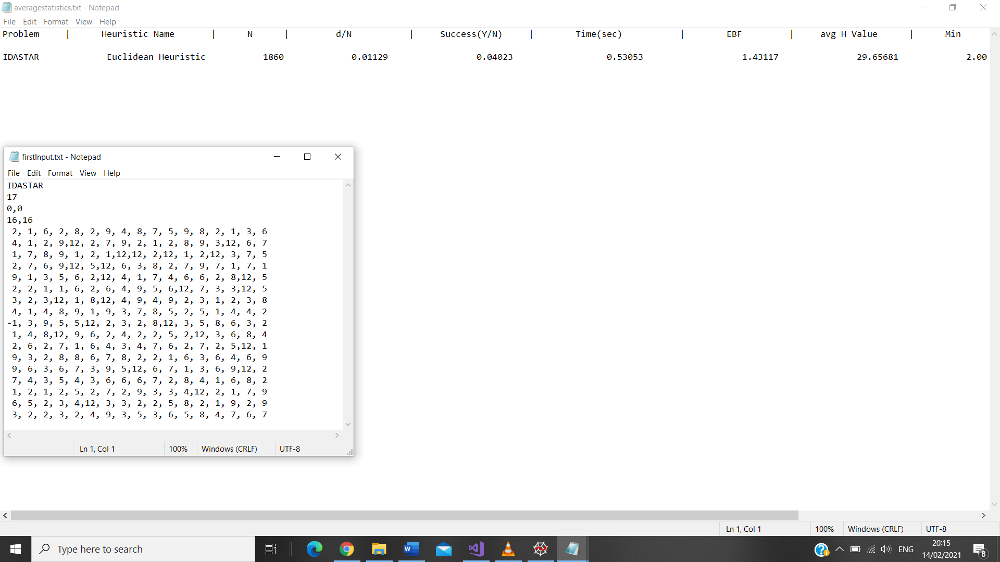 averagestatistics.txt - Notepad
File Edit Format View Help
Problem | Heuristic Name | N | d/N | Success(Y/N) | Time(sec) | EBF | avg H Value | Min
IDASTAR Euclidean Heuristic 1860 0.01129 0.04023 0.53053 1.43117 29.65681 2.00
firstInput.txt - Notepad
File Edit Format View Help
IDASTAR
17
0,0
16,16
2, 1, 6, 2, 8, 2, 9, 4, 8, 7, 5, 9, 8, 2, 1, 3, 6
4, 1, 2, 9,12, 2, 7, 9, 2, 1, 2, 8, 9, 3,12, 6, 7
1, 7, 8, 9, 1, 2, 1,12,12, 2,12, 1, 2,12, 3, 7, 5
2, 7, 6, 9,12, 5,12, 6, 3, 8, 2, 7, 9, 7, 1, 7, 1
9, 1, 3, 5, 6, 2,12, 4, 1, 7, 4, 6, 6, 2, 8,12, 5
2, 2, 1, 1, 6, 2, 6, 4, 9, 5, 6,12, 7, 3, 3,12, 5
3, 2, 3,12, 1, 8,12, 4, 9, 4, 9, 2, 3, 1, 2, 3, 8
4, 1, 4, 8, 9, 1, 9, 3, 7, 8, 5, 2, 5, 1, 4, 4, 2
-1, 3, 9, 5, 5,12, 2, 3, 2, 8,12, 3, 5, 8, 6, 3, 2
1, 4, 8,12, 9, 6, 2, 4, 2, 2, 5, 2,12, 3, 6, 8, 4
2, 6, 2, 7, 1, 6, 4, 3, 4, 7, 6, 2, 7, 2, 5,12, 1
9, 3, 2, 8, 8, 6, 7, 8, 2, 2, 1, 6, 3, 6, 4, 6, 9
9, 6, 3, 6, 7, 3, 9, 5,12, 6, 7, 1, 3, 6, 9,12, 2
7, 4, 3, 5, 4, 3, 6, 6, 6, 7, 2, 8, 4, 1, 6, 8, 2
1, 2, 1, 2, 5, 2, 7, 2, 9, 3, 3, 4,12, 2, 1, 7, 9
6, 5, 2, 3, 4,12, 3, 3, 2, 2, 5, 8, 2, 1, 9, 2, 9
3, 2, 2, 3, 2, 4, 9, 3, 5, 3, 6, 5, 8, 4, 7, 6, 7
Ln 1, Col 1 100% Windows (CRLF) UTF-8
Ln 1, Col 1 100% Windows (CRLF) UTF-8
Type here to search
ENG
20:15
14/02/2021
8